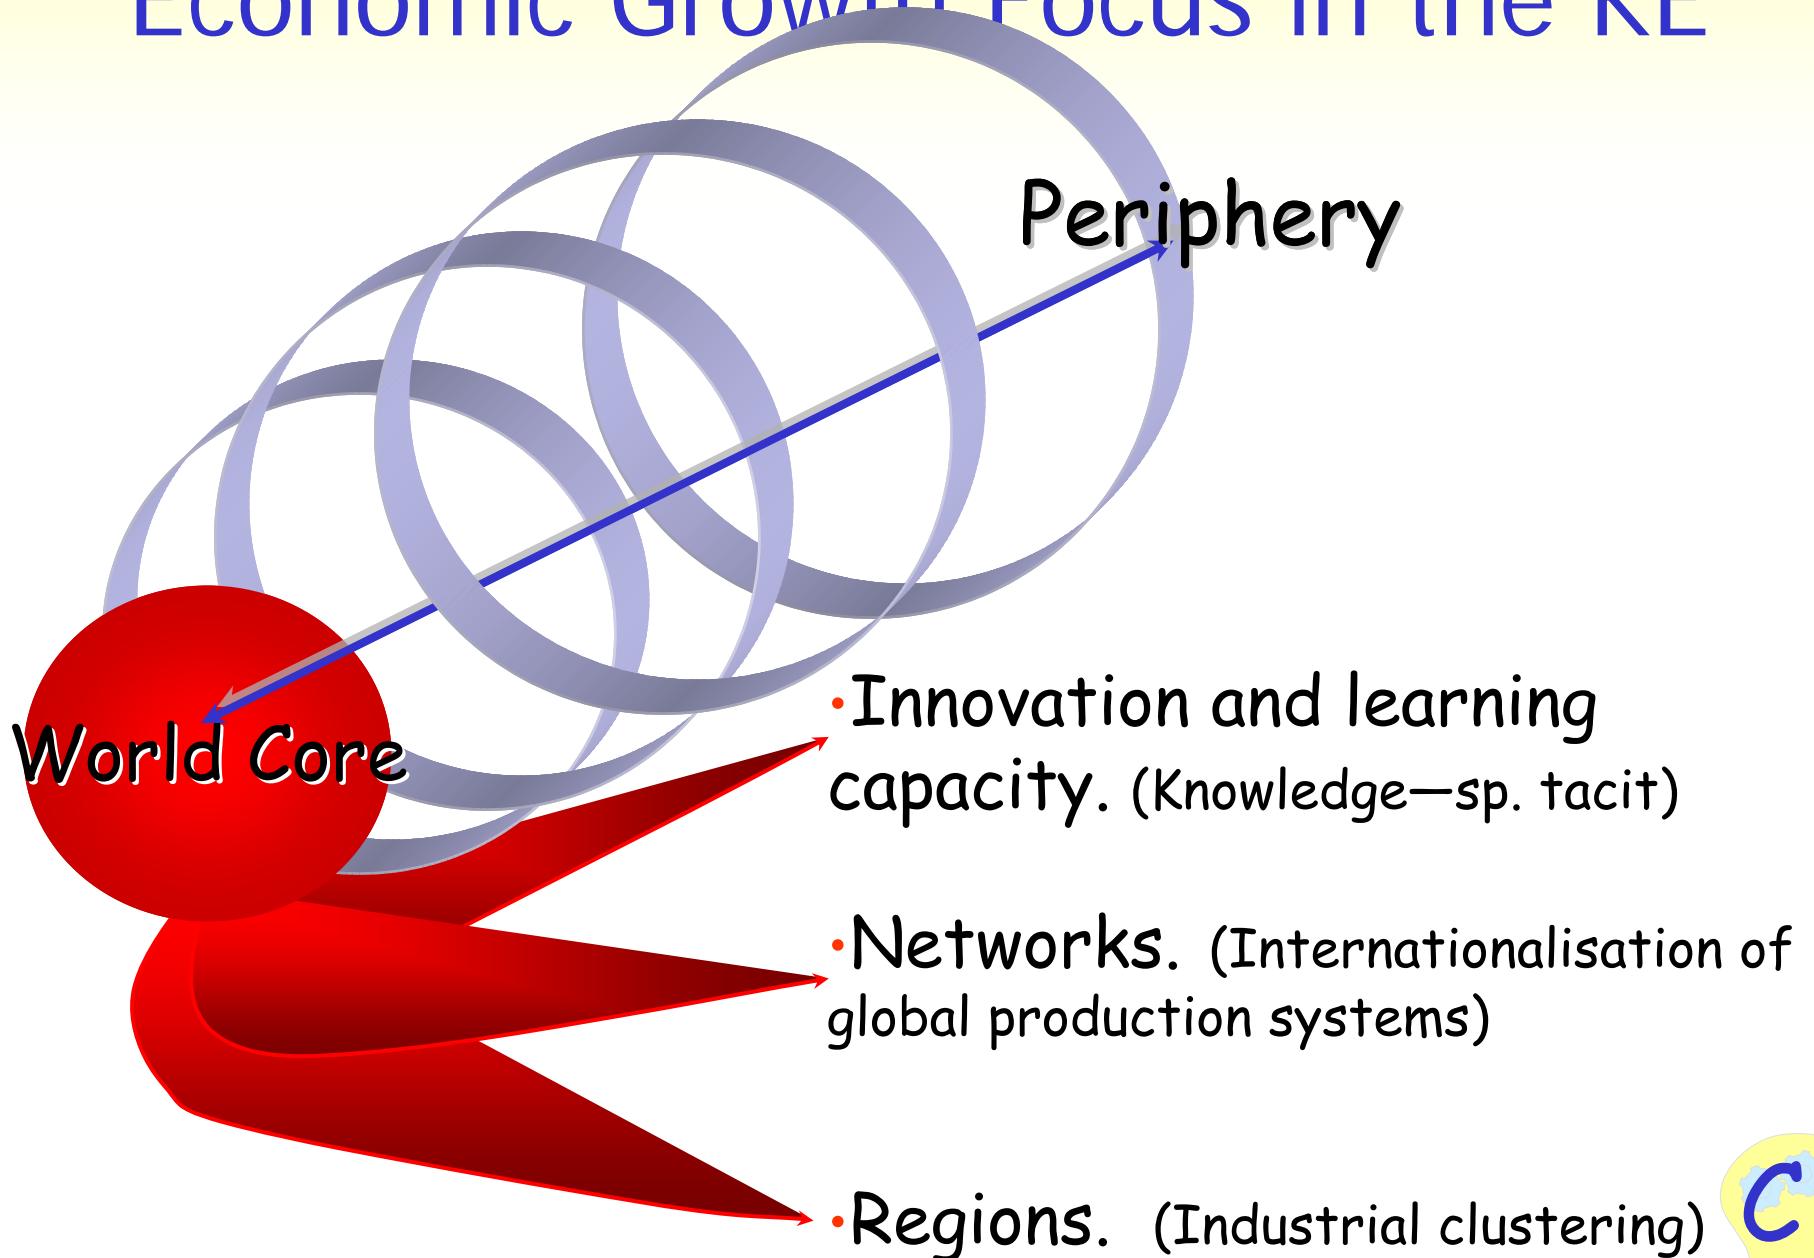 Economic Growth Focus in the KE
Periphery
World Core
•Innovation and learning
capacity. (Knowledge—sp. tacit)
•Networks. (Internationalisation of
global production systems)
•Regions. (Industrial clustering)
C